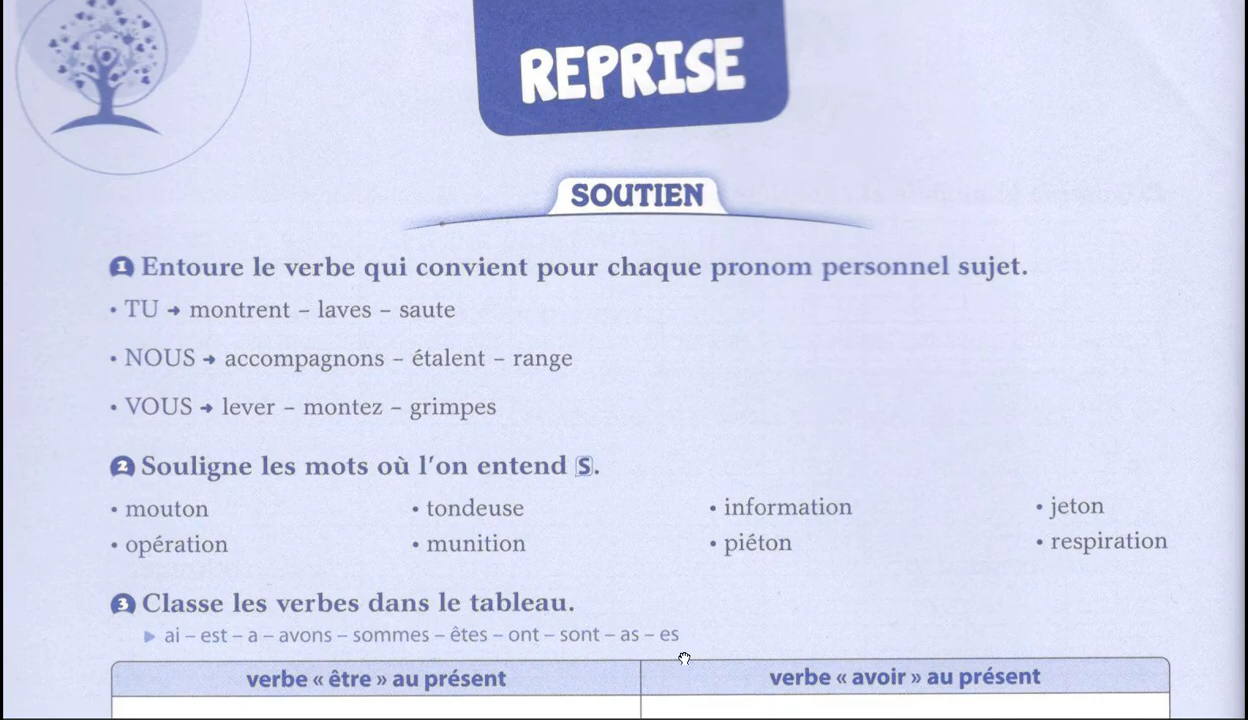 REPRISE
SOUTIEN
1 Entoure le verbe qui convient pour chaque pronom personnel sujet.
• TU ➜ montrent – laves – saute
• NOUS ➜ accompagnons – étalent – range
• VOUS ➜ lever – montez – grimpes
2 Souligne les mots où l'on entend S.
• mouton • tondeuse • information • jeton
• opération • munition • piéton • respiration
3 Classe les verbes dans le tableau.
▶ ai – est – a – avons – sommes – êtes – ont – sont – as – es
verbe « être » au présent verbe « avoir » au présent